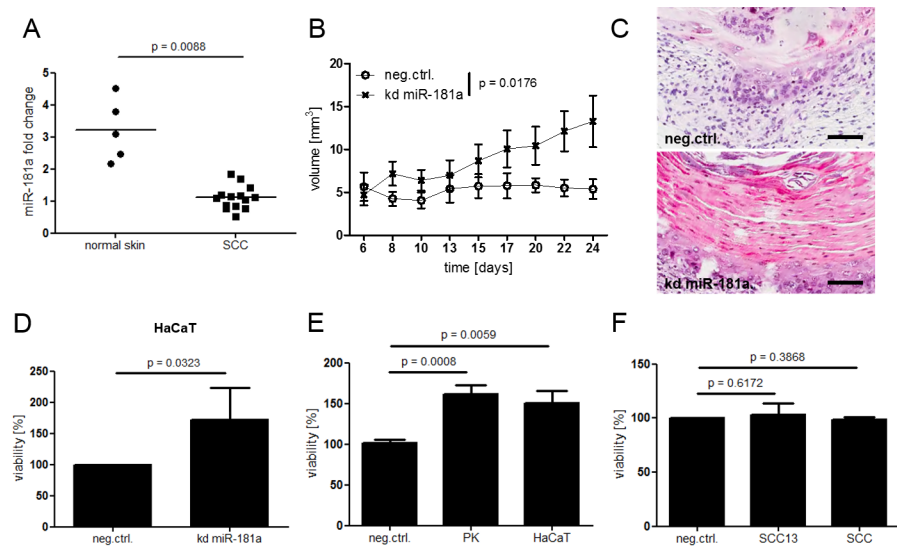 A
p = 0.0088
miR-181a fold change
5
4
3
2
1
0
normal skin
SCC
B
neg.ctrl.
kd miR-181a
p = 0.0176
volume [mm³]
20
15
10
5
0
6 8 10 13 15 17 20 22 24
time [days]
C
neg.ctrl.
kd miR-181a
D
HaCaT
p = 0.0323
viability [%]
250
200
150
100
50
0
neg.ctrl.
kd miR-181a
E
p = 0.0059
p = 0.0008
viability [%]
200
150
100
50
0
neg.ctrl.
PK
HaCaT
F
p = 0.3868
p = 0.6172
viability [%]
150
100
50
0
neg.ctrl.
SCC13
SCC